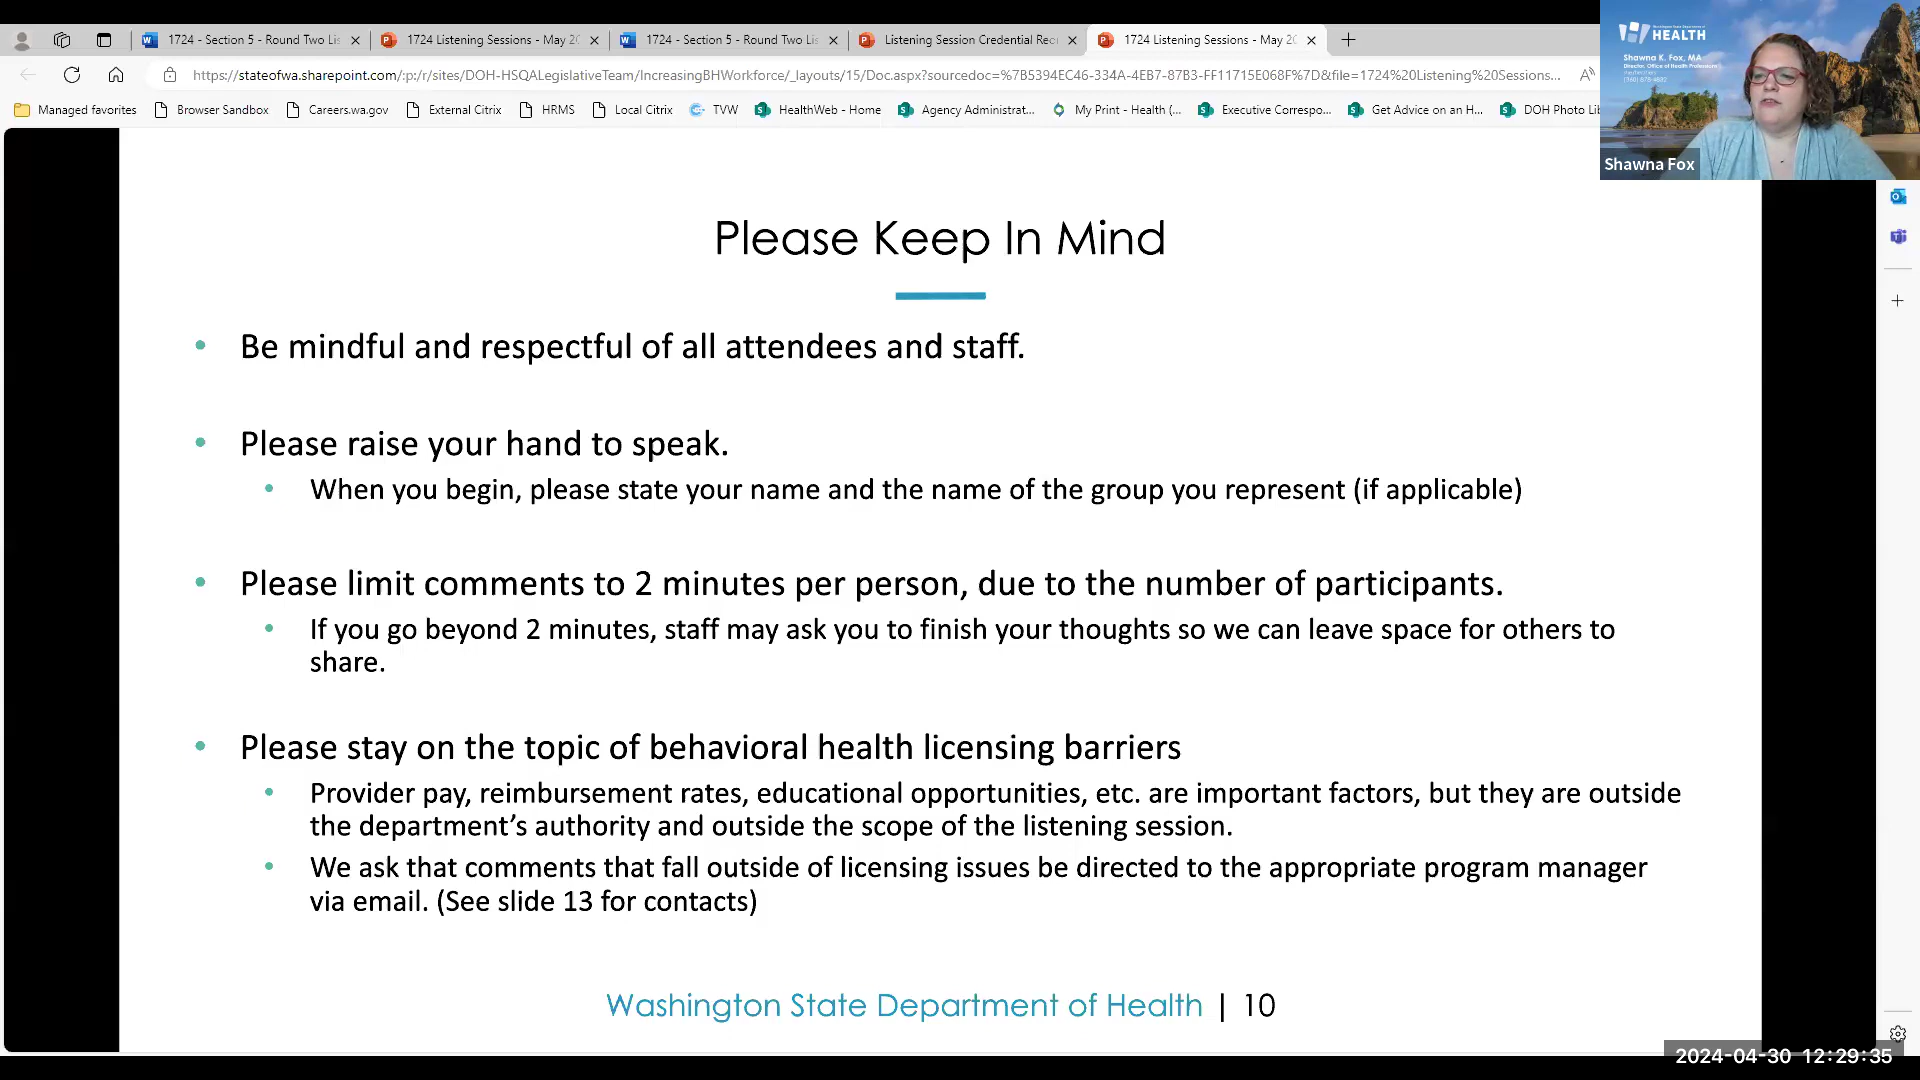 1724 - Section 5 - Round Two Lis
1724 Listening Sessions - May 20
1724 - Section 5 - Round Two Lis
Listening Session Credential Rec
1724 Listening Sessions - May 20
https://stateofwa.sharepoint.com/:p:/r/sites/DOH-HSQALegislativeTeam/IncreasingBHWorkforce/_layouts/15/Doc.aspx?sourcedoc=%7B5394EC46-334A-4EB7-87B3-FF11715E068F%7D&file=1724%20Listening%20Sessions...
Managed favorites
Browser Sandbox
Careers.wa.gov
External Citrix
HRMS
Local Citrix
TVW
HealthWeb - Home
Agency Administrat...
My Print - Health (...
Executive Correspo...
Get Advice on an H...
DOH Photo Lib
HEALTH
Shawna K. Fox, MA
Shawna Fox
Please Keep In Mind
• Be mindful and respectful of all attendees and staff.
• Please raise your hand to speak.
• When you begin, please state your name and the name of the group you represent (if applicable)
• Please limit comments to 2 minutes per person, due to the number of participants.
• If you go beyond 2 minutes, staff may ask you to finish your thoughts so we can leave space for others to
share.
• Please stay on the topic of behavioral health licensing barriers
• Provider pay, reimbursement rates, educational opportunities, etc. are important factors, but they are outside
the department’s authority and outside the scope of the listening session.
• We ask that comments that fall outside of licensing issues be directed to the appropriate program manager
via email. (See slide 13 for contacts)
Washington State Department of Health | 10
2024-04-30 12:29:35